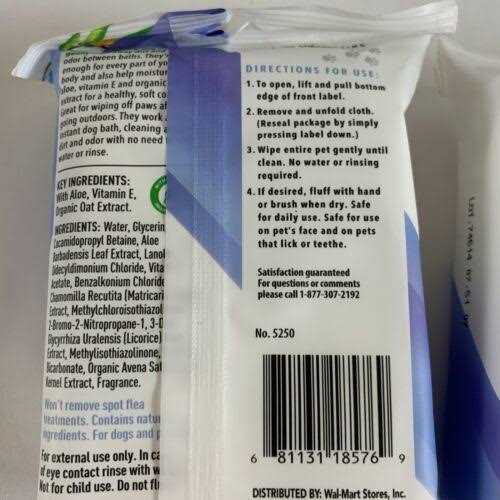 odor between baths. They'
enough for every part of yo
body and also help moistur
aloe, vitamin E and organic
extract for a healthy, soft co
Great for wiping off paws af
going outdoors. They work a
instant dog bath, cleaning a
dirt and odor with no need
water or rinse.
KEY INGREDIENTS:
With Aloe, Vitamin E,
Organic Oat Extract.
INGREDIENTS: Water, Glycerin
Cocamidopropyl Betaine, Aloe
Barbadensis Leaf Extract, Lanol
Didecyldimonium Chloride, Vita
Acetate, Benzalkonium Chloride
Chamomilla Recutita (Matricari
Extract, Methylchloroisothiazol
2-Bromo-2-Nitropropane-1, 3-D
Glycyrrhiza Uralensis (Licorice)
Extract, Methylisothiazolinone,
Bicarbonate, Organic Avena Sat
Kernel Extract, Fragrance.
Won't remove spot flea
treatments. Contains natur
ingredients. For dogs and p
For external use only. In ca
of eye contact rinse with w
Not for child use. Do not fl
DIRECTIONS FOR USE:
1. To open, lift and pull bottom
edge of front label.
2. Remove and unfold cloth.
(Reseal package by simply
pressing label down.)
3. Wipe entire pet gently until
clean. No water or rinsing
required.
4. If desired, fluff with hand
or brush when dry. Safe
for daily use. Safe for use
on pet's face and on pets
that lick or teethe.
Satisfaction guaranteed
For questions or comments
please call 1-877-307-2192
No. 5250
6 81131 18576 9
DISTRIBUTED BY: Wal-Mart Stores, Inc.
LOT 74614